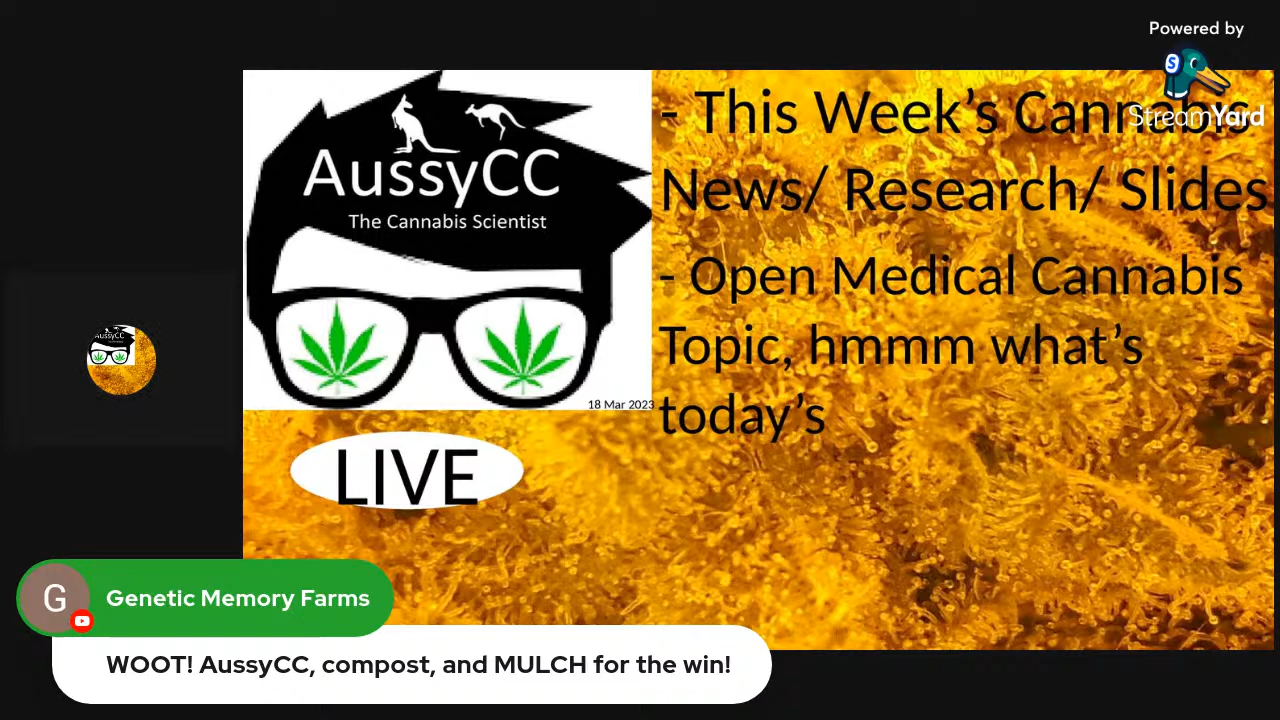 Powered by
StreamYard
- This Week's Cannabis
News/ Research/ Slides
- Open Medical Cannabis
Topic, hmmm what's
today's
AussyCC
The Cannabis Scientist
18 Mar 2023
LIVE
AussyCC
G
Genetic Memory Farms
WOOT! AussyCC, compost, and MULCH for the win!